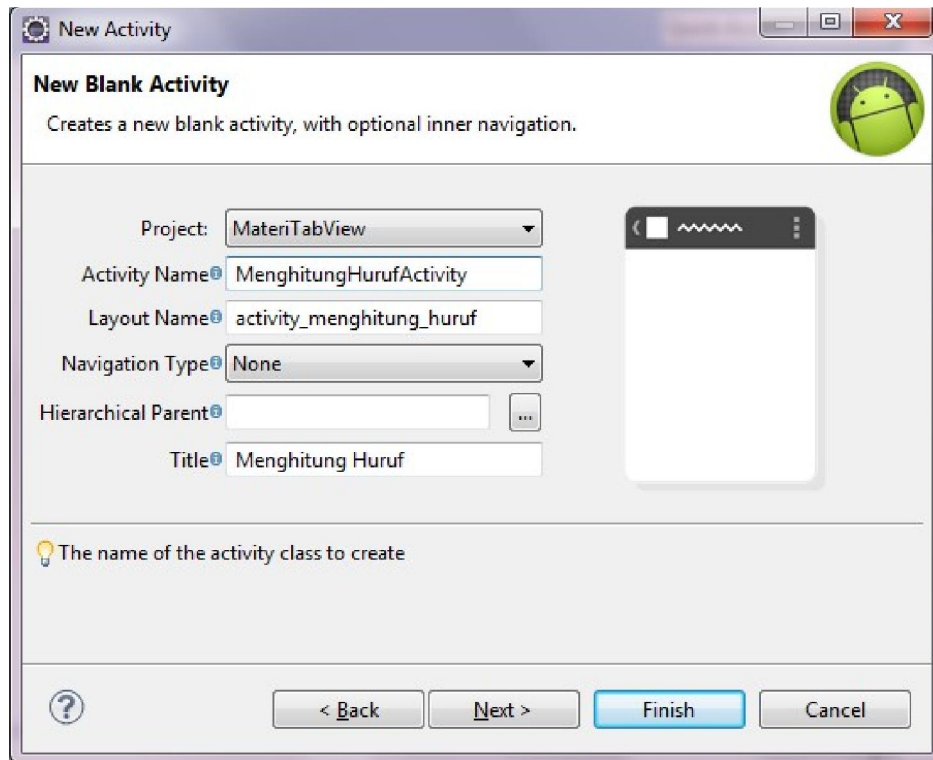 New Activity
New Blank Activity
Creates a new blank activity, with optional inner navigation.
Project: MateriTabView
Activity Name MenghitungHurufActivity
Layout Name activity_menghitung_huruf
Navigation Type None
Hierarchical Parent ...
Title Menghitung Huruf
The name of the activity class to create
? < Back Next > Finish Cancel